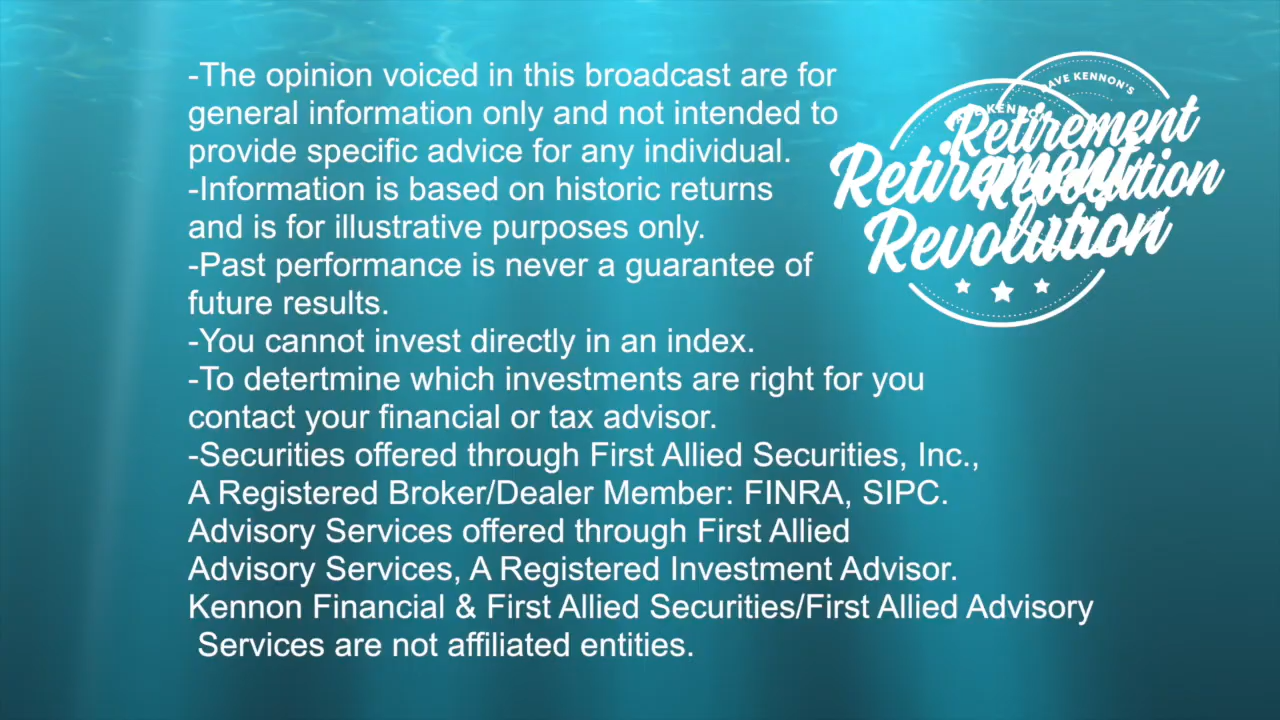 -The opinion voiced in this broadcast are for
general information only and not intended to
provide specific advice for any individual.
-Information is based on historic returns
and is for illustrative purposes only.
-Past performance is never a guarantee of
future results.
-You cannot invest directly in an index.
-To detertmine which investments are right for you
contact your financial or tax advisor.
-Securities offered through First Allied Securities, Inc.,
A Registered Broker/Dealer Member: FINRA, SIPC.
Advisory Services offered through First Allied
Advisory Services, A Registered Investment Advisor.
Kennon Financial & First Allied Securities/First Allied Advisory
Services are not affiliated entities.
KENNON'S
Retirement
Revolution
Retirement
Revolution